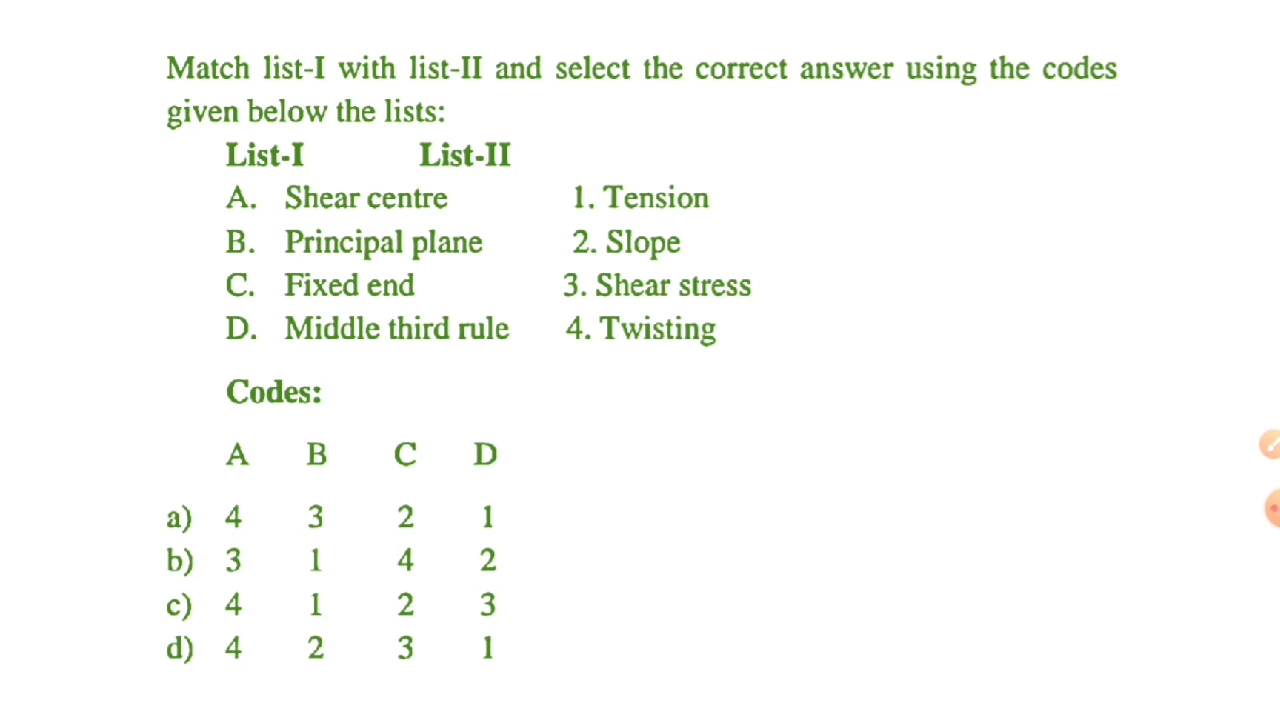 Match list-I with list-II and select the correct answer using the codes
given below the lists:
List-I List-II
A. Shear centre 1. Tension
B. Principal plane 2. Slope
C. Fixed end 3. Shear stress
D. Middle third rule 4. Twisting
Codes:
A B C D
a) 4 3 2 1
b) 3 1 4 2
c) 4 1 2 3
d) 4 2 3 1